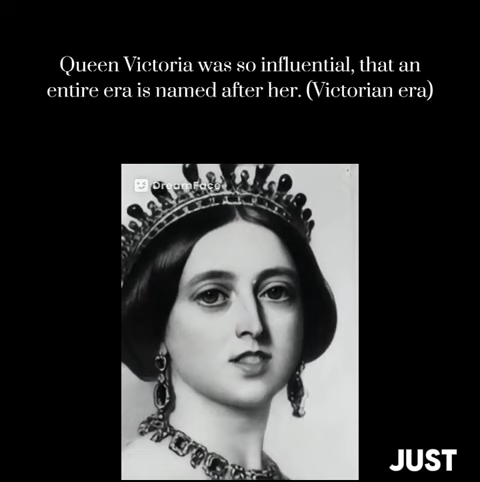 Queen Victoria was so influential, that an
entire era is named after her. (Victorian era)
DreamFace
JUST